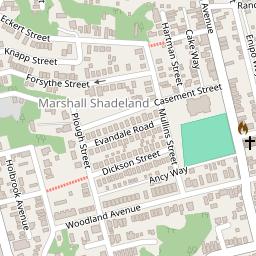 Eckert Street
Knapp Street
Forsythe Street
Harrman Street
Cake Way
Avenue
Marshall Shadeland
Casement Street
Plough Street
Evandale Road
Mullins Street
Dickson Street
Holbrook Avenue
Ancy Way
Woodland Avenue